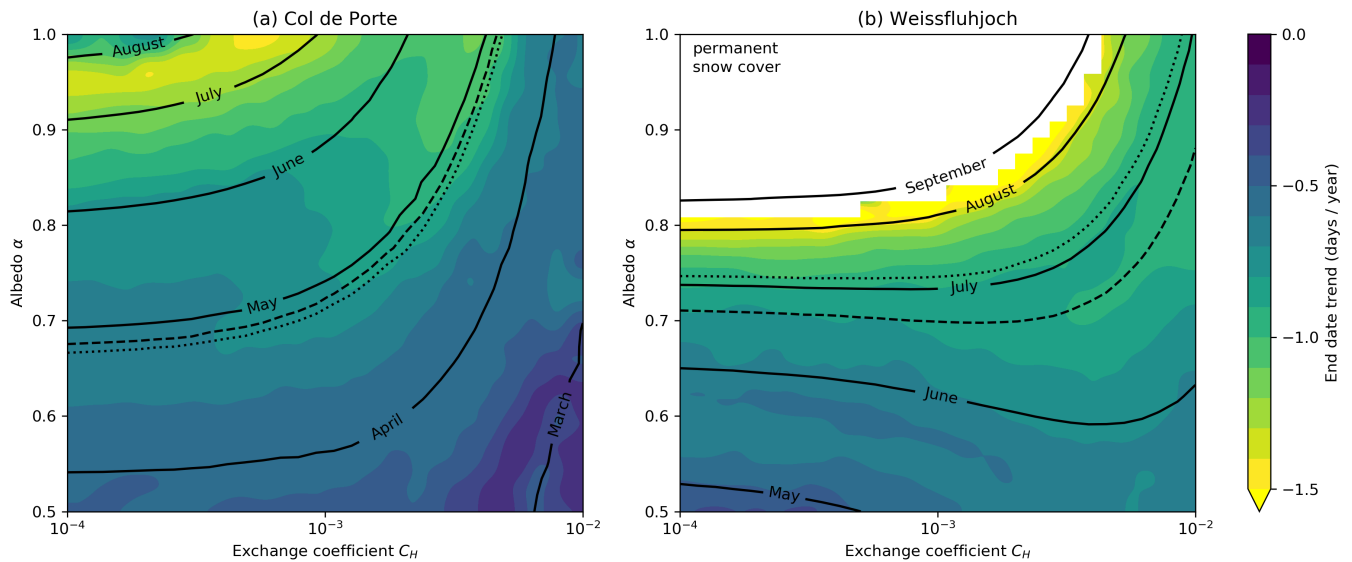 (a) Col de Porte
1.0
0.9
0.8
0.7
0.6
0.5
Albedo α
August
July
June
May
April
March
10⁻⁴
10⁻³
10⁻²
Exchange coefficient C_H
(b) Weissfluhjoch
permanent
snow cover
1.0
0.9
0.8
0.7
0.6
0.5
Albedo α
September
August
July
June
May
10⁻⁴
10⁻³
10⁻²
Exchange coefficient C_H
0.0
−0.5
−1.0
−1.5
End date trend (days / year)